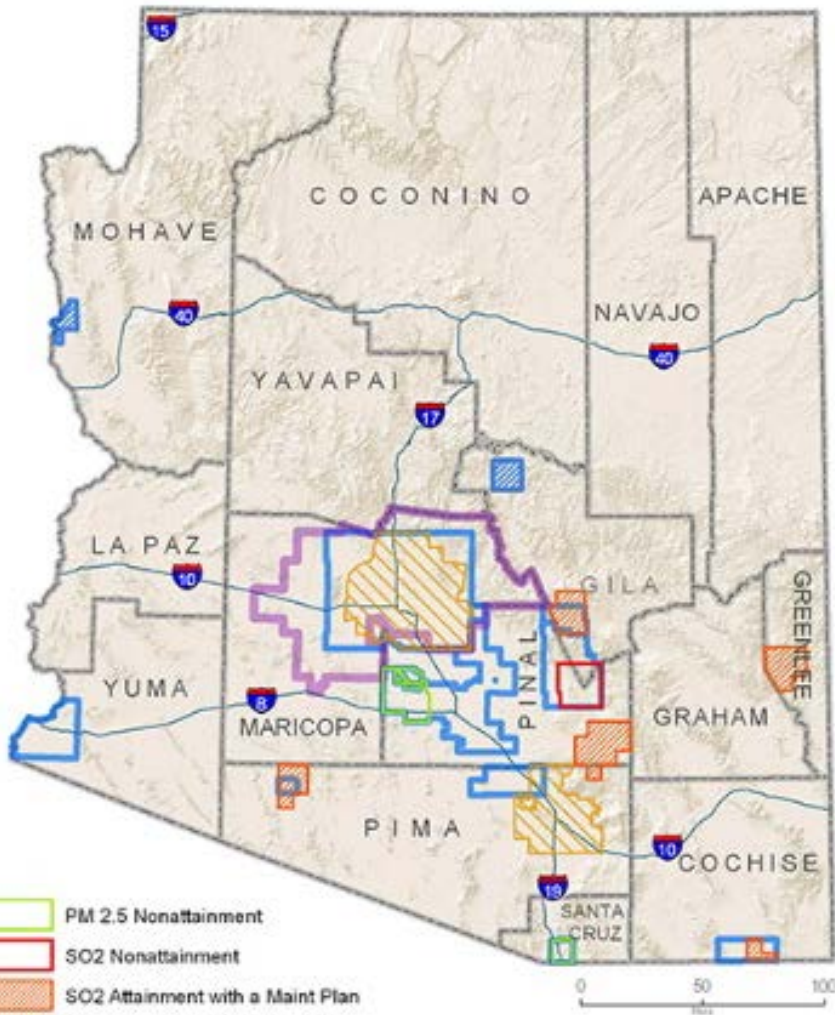 15
COCONINO
APACHE
MOHAVE
NAVAJO
40
40
YAVAPAI
17
LA PAZ
10
GILA
GREENLEE
YUMA
PINAL
8
MARICOPA
GRAHAM
PIMA
10
COCHISE
19
SANTA
CRUZ
PM 2.5 Nonattainment
SO2 Nonattainment
SO2 Attainment with a Maint Plan
0 50 100
Miles